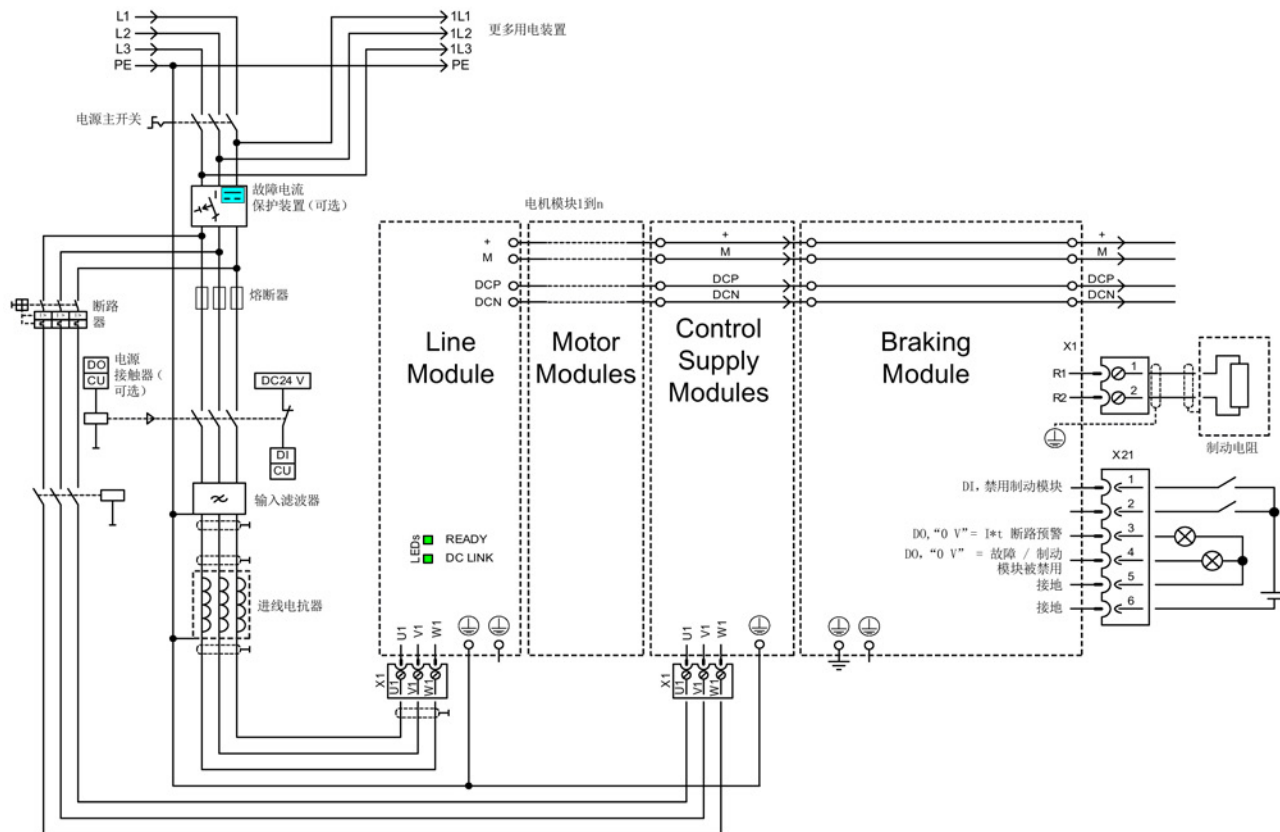 L1
L2
L3
PE
1L1
1L2
1L3
PE
更多用电装置
电源主开关
故障电流
保护装置(可选)
电机模块1到n
+
M
DCP
DCN
+
M
DCP
DCN
+
M
DCP
DCN
熔断器
断路
器
DO
CU
电源
接触器(
可选)
DC24 V
DI
CU
Line
Module
Motor
Modules
Control
Supply
Modules
Braking
Module
X1
R1
R2
1
2
制动电阻
输入滤波器
LEDs
READY
DC LINK
进线电抗器
X21
DI, 禁用制动模块
DO,“0 V”= I*t 断路预警
DO,“0 V” = 故障 / 制动
模块被禁用
接地
接地
1
2
3
4
5
6
U1
V1
W1
X1
U1
V1
W1
U1
V1
W1
X1
U1
V1
W1